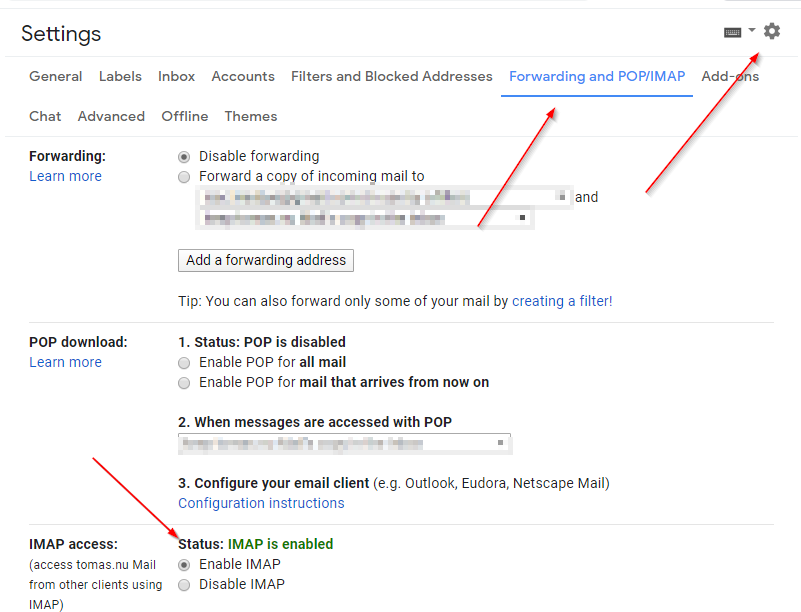 Settings
General Labels Inbox Accounts Filters and Blocked Addresses Forwarding and POP/IMAP Add-ons
Chat Advanced Offline Themes
Forwarding: Disable forwarding
Learn more Forward a copy of incoming mail to
and
Add a forwarding address
Tip: You can also forward only some of your mail by creating a filter!
POP download: 1. Status: POP is disabled
Learn more Enable POP for all mail
Enable POP for mail that arrives from now on
2. When messages are accessed with POP
3. Configure your email client (e.g. Outlook, Eudora, Netscape Mail)
Configuration instructions
IMAP access: Status: IMAP is enabled
(access tomas.nu Mail Enable IMAP
from other clients using Disable IMAP
IMAP)